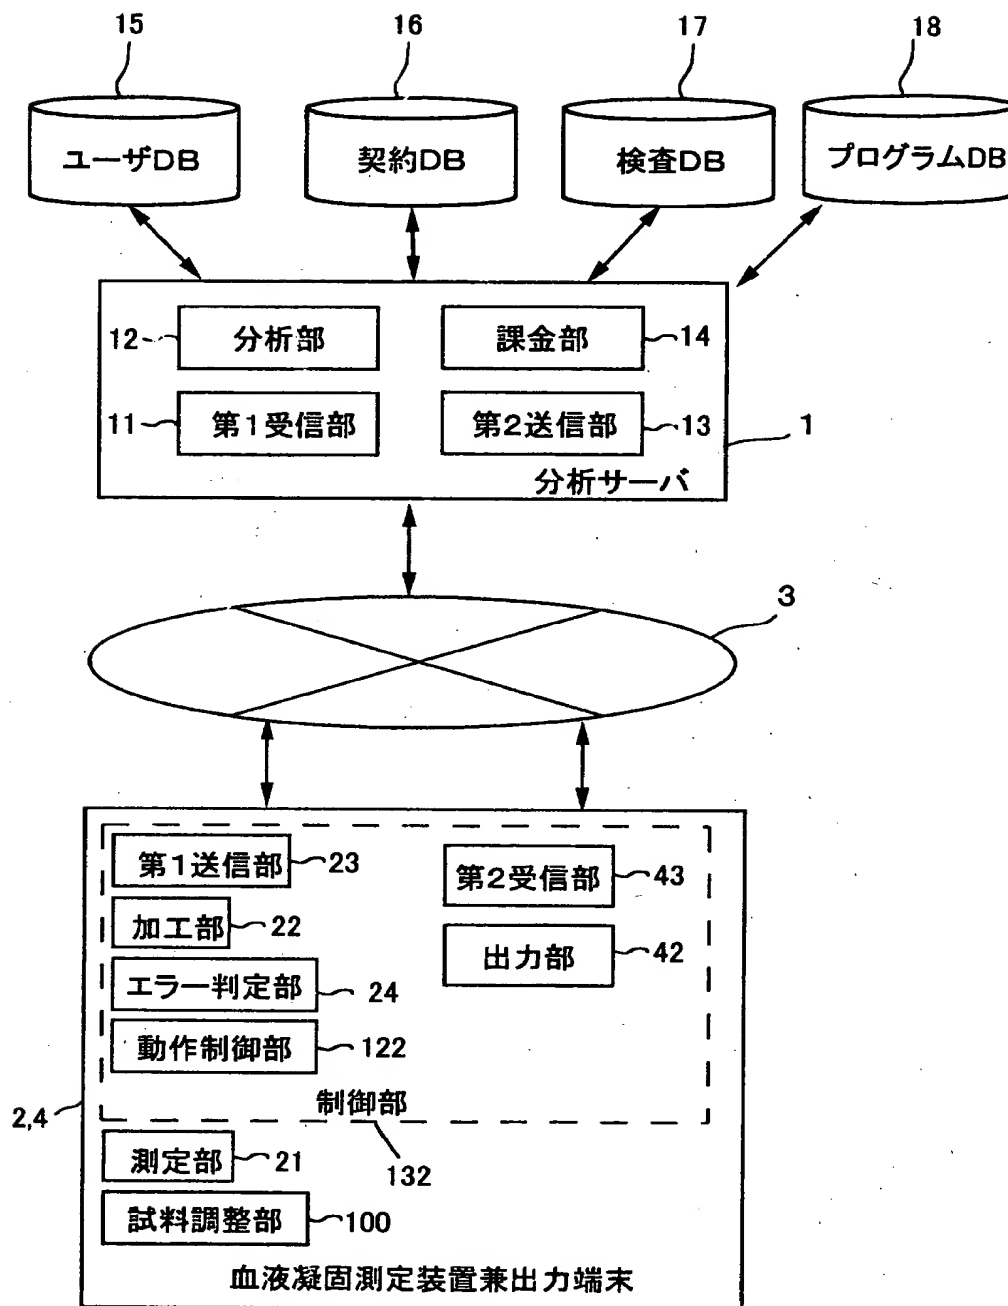 15 16 17 18
ユーザDB 契約DB 検査DB プログラムDB
12 分析部 課金部 14
11 第1受信部 第2送信部 13
1
分析サーバ
3
第1送信部 23 第2受信部 43
加工部 22 出力部 42
エラー判定部 24
動作制御部 122
制御部
2,4
132
測定部 21
試料調整部 100
血液凝固測定装置兼出力端末